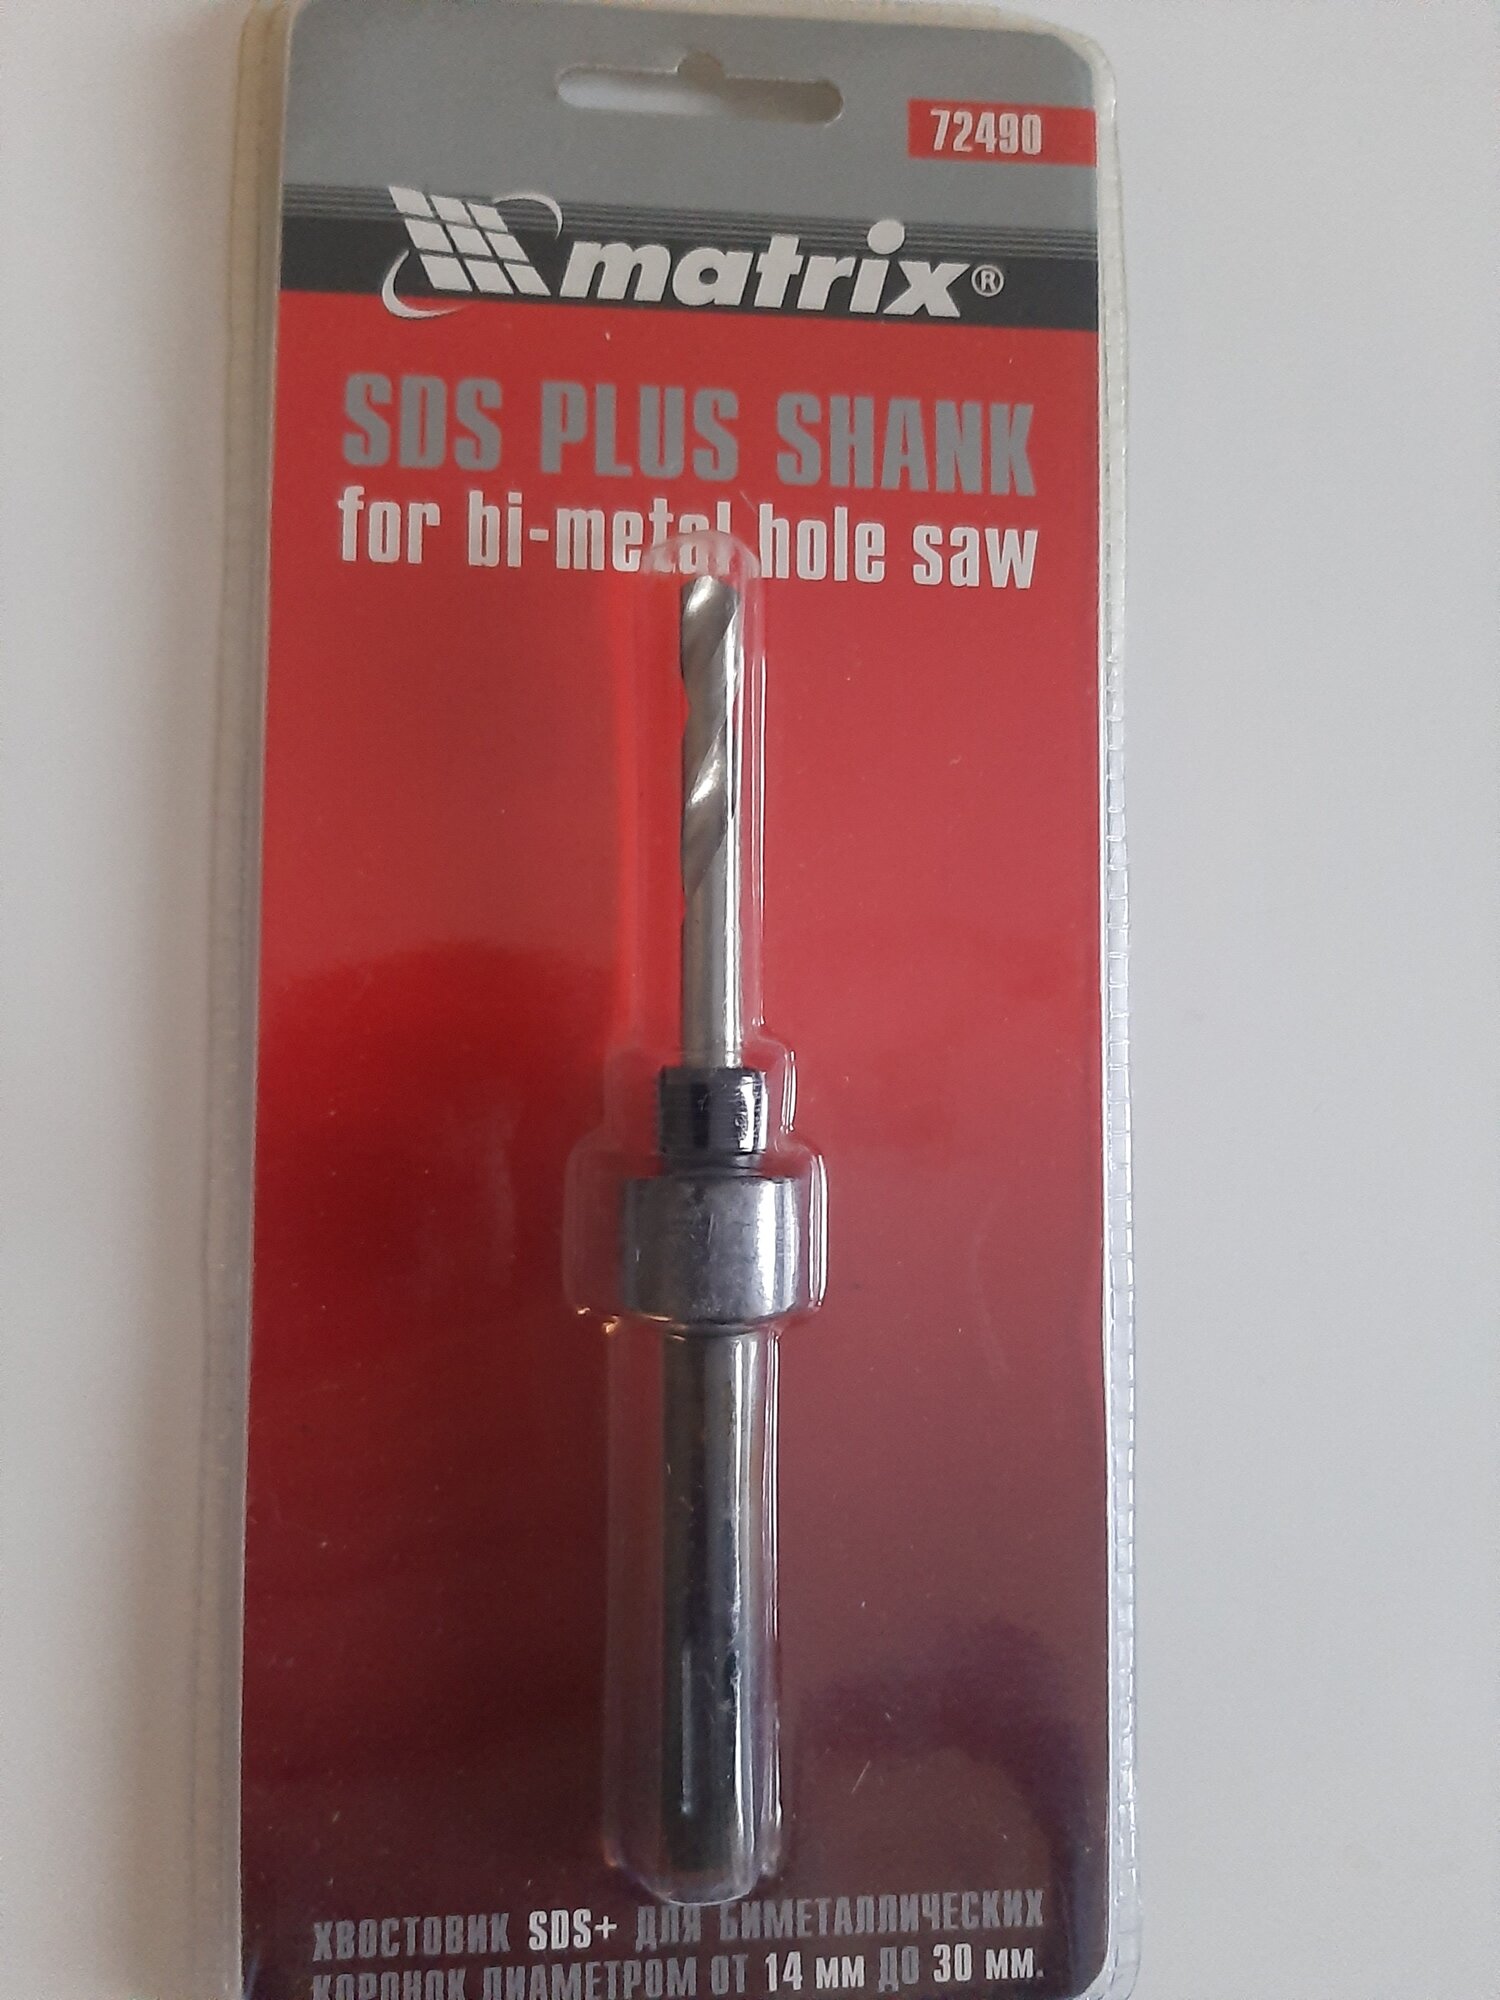 72490
matrix®
SDS PLUS SHANK
for bi-metal hole saw
ХВОСТОВИК SDS+ ДЛЯ БИМЕТАЛЛИЧЕСКИХ
КОРОНОК ДИАМЕТРОМ ОТ 14 ММ ДО 30 ММ.